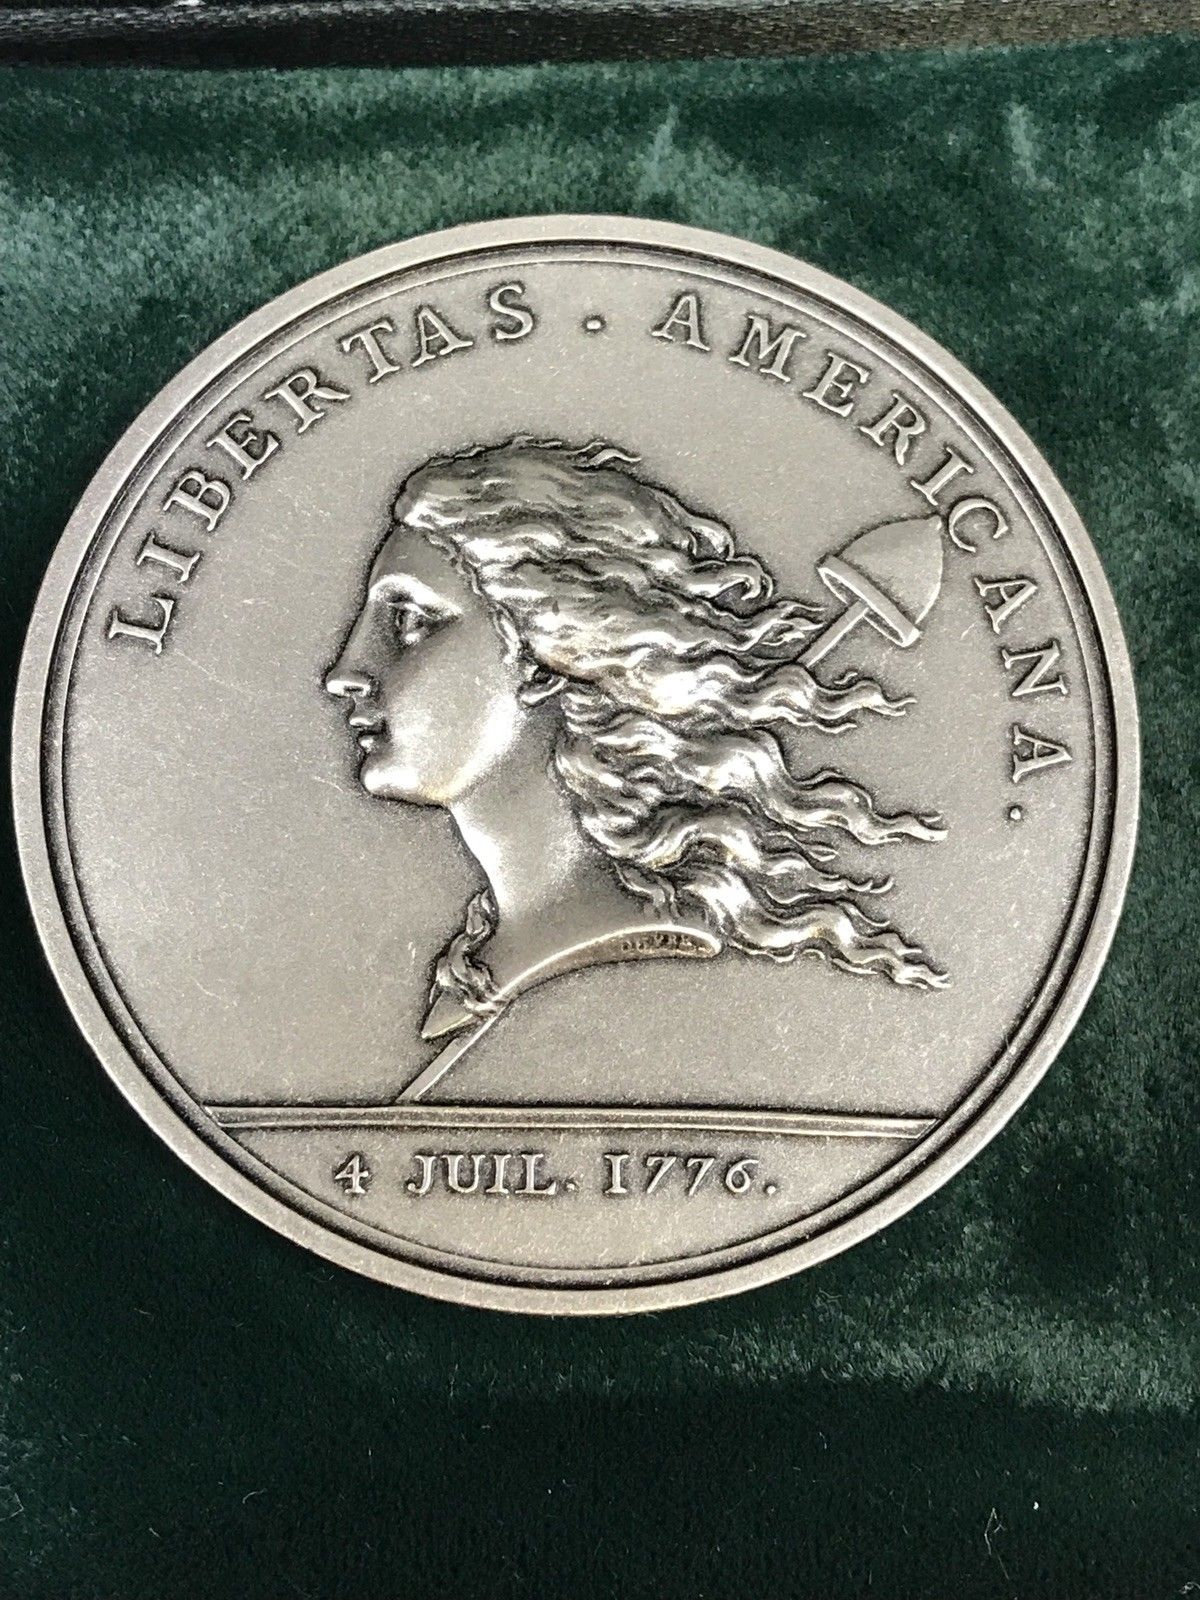 LIBERTAS . AMERICANA .
4 JUIL. 1776.